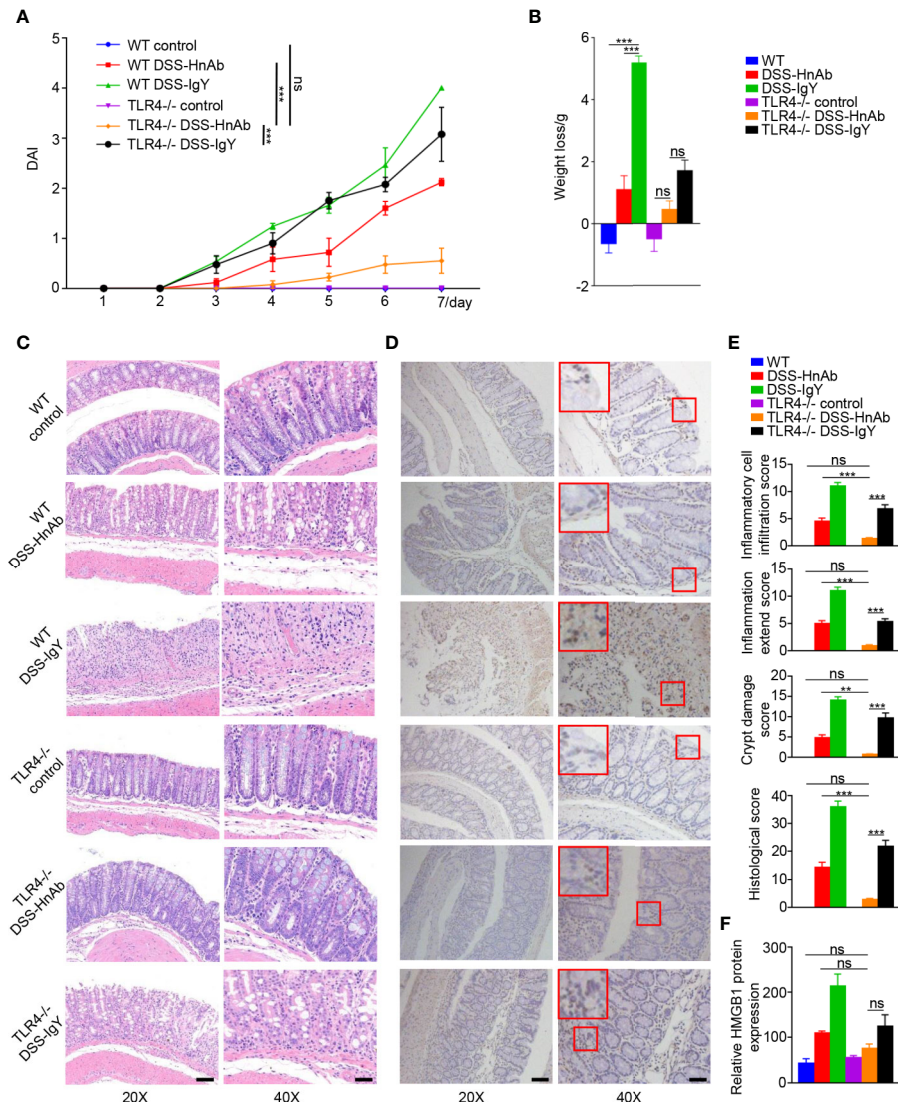 A
WT control
WT DSS-HnAb
WT DSS-IgY
TLR4-/- control
TLR4-/- DSS-HnAb
TLR4-/- DSS-IgY
ns
***
***
DAI
5
4
3
2
1
0
1 2 3 4 5 6 7/day
B
***
***
ns
ns
Weight loss/g
6
4
2
0
-2
WT
DSS-HnAb
DSS-IgY
TLR4-/- control
TLR4-/- DSS-HnAb
TLR4-/- DSS-IgY
C
WT
control
WT
DSS-HnAb
WT
DSS-IgY
TLR4-/-
control
TLR4-/-
DSS-HnAb
TLR4-/-
DSS-IgY
20X 40X
D
20X 40X
E
WT
DSS-HnAb
DSS-IgY
TLR4-/- control
TLR4-/- DSS-HnAb
TLR4-/- DSS-IgY
Inflammatory cell
infiltration score
15
10
5
0
ns
***
***
Inflammation
extend score
15
10
5
0
ns
***
***
Crypt damage
score
20
15
10
5
0
ns
**
***
Histological score
40
30
20
10
0
ns
***
***
F
Relative HMGB1 protein
expression
300
200
100
0
ns
ns
ns